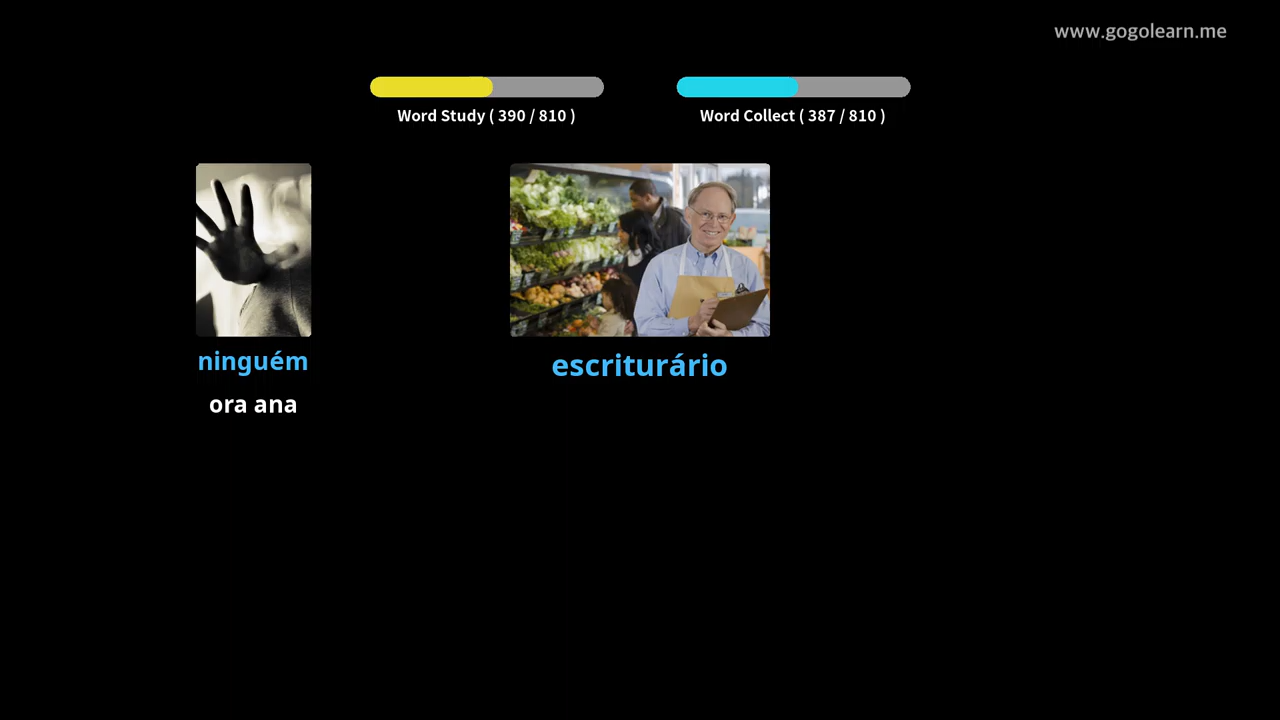 www.gogolearn.me
Word Study ( 390 / 810 )
Word Collect ( 387 / 810 )
ninguém
ora ana
escriturário